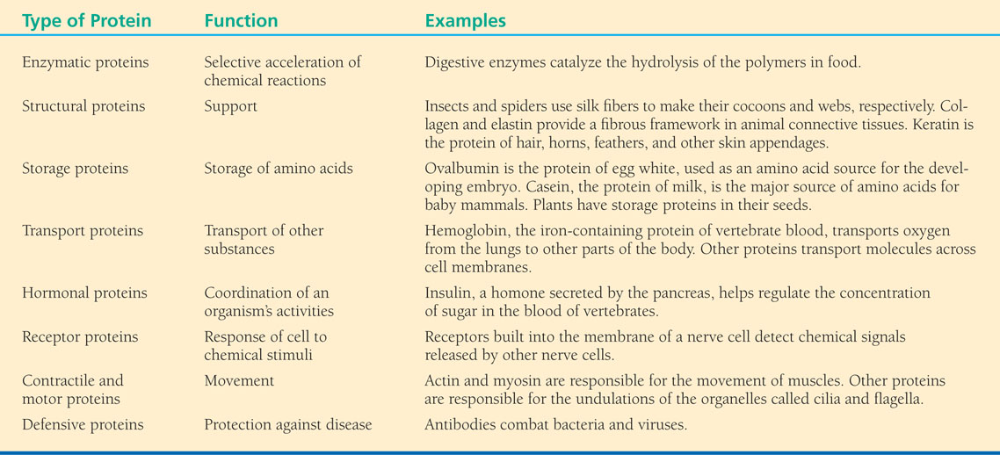 Type of Protein Function Examples
Enzymatic proteins Selective acceleration of Digestive enzymes catalyze the hydrolysis of the polymers in food.
chemical reactions
Structural proteins Support Insects and spiders use silk fibers to make their cocoons and webs, respectively. Col-
lagen and elastin provide a fibrous framework in animal connective tissues. Keratin is
the protein of hair, horns, feathers, and other skin appendages.
Storage proteins Storage of amino acids Ovalbumin is the protein of egg white, used as an amino acid source for the devel-
oping embryo. Casein, the protein of milk, is the major source of amino acids for
baby mammals. Plants have storage proteins in their seeds.
Transport proteins Transport of other Hemoglobin, the iron-containing protein of vertebrate blood, transports oxygen
substances from the lungs to other parts of the body. Other proteins transport molecules across
cell membranes.
Hormonal proteins Coordination of an Insulin, a homone secreted by the pancreas, helps regulate the concentration
organism's activities of sugar in the blood of vertebrates.
Receptor proteins Response of cell to Receptors built into the membrane of a nerve cell detect chemical signals
chemical stimuli released by other nerve cells.
Contractile and Movement Actin and myosin are responsible for the movement of muscles. Other proteins
motor proteins are responsible for the undulations of the organelles called cilia and flagella.
Defensive proteins Protection against disease Antibodies combat bacteria and viruses.